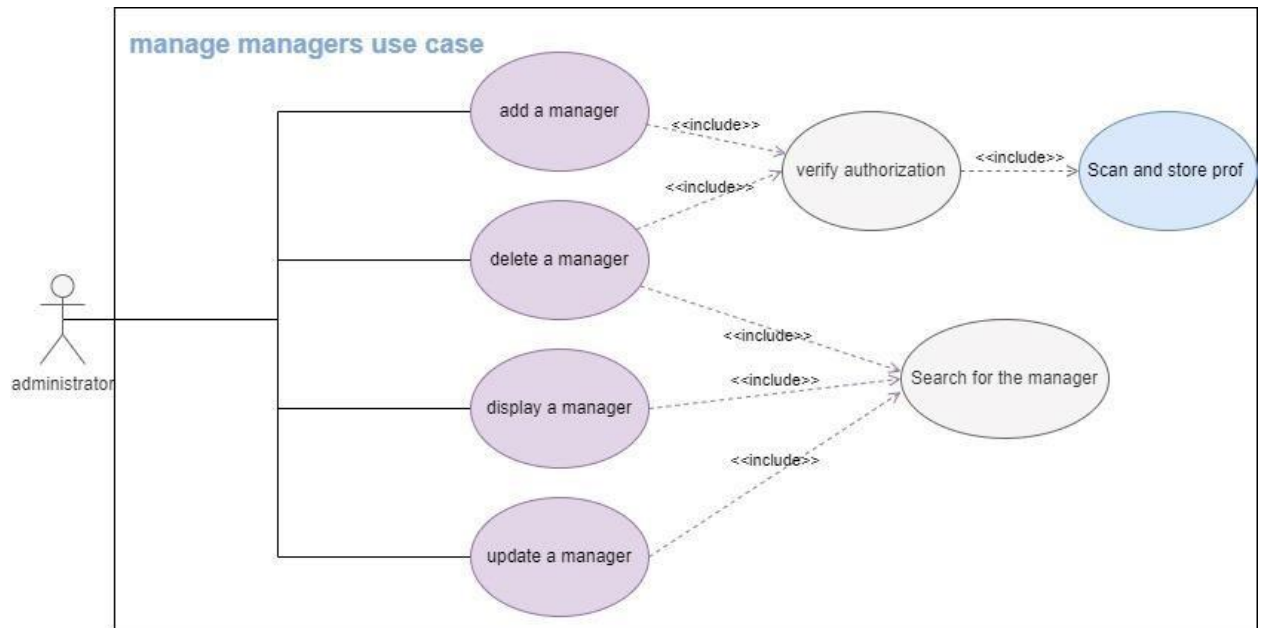 manage managers use case
add a manager
<<include>>
verify authorization
<<include>>
Scan and store prof
<<include>>
delete a manager
<<include>>
Search for the manager
administrator
<<include>>
display a manager
<<include>>
update a manager